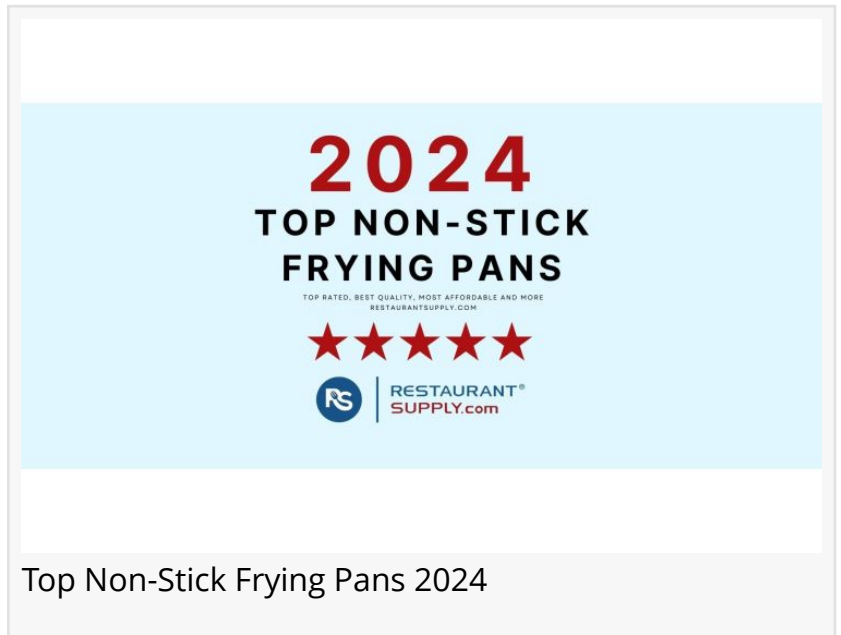 2024
TOP NON-STICK
FRYING PANS
TOP RATED, BEST QUALITY, MOST AFFORDABLE AND MORE
RESTAURANTSUPPLY.COM
RS
RESTAURANT®
SUPPLY.com
Top Non-Stick Frying Pans 2024